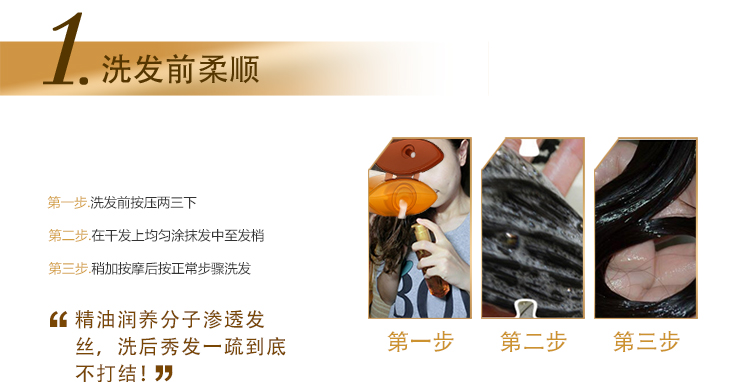 1. 洗发前柔顺
第一步.洗发前按压两三下
第二步.在干发上均匀涂抹发中至发梢
第三步.稍加按摩后按正常步骤洗发
“精油润养分子渗透发
丝，洗后秀发一疏到底
不打结！”
第一步 第二步 第三步